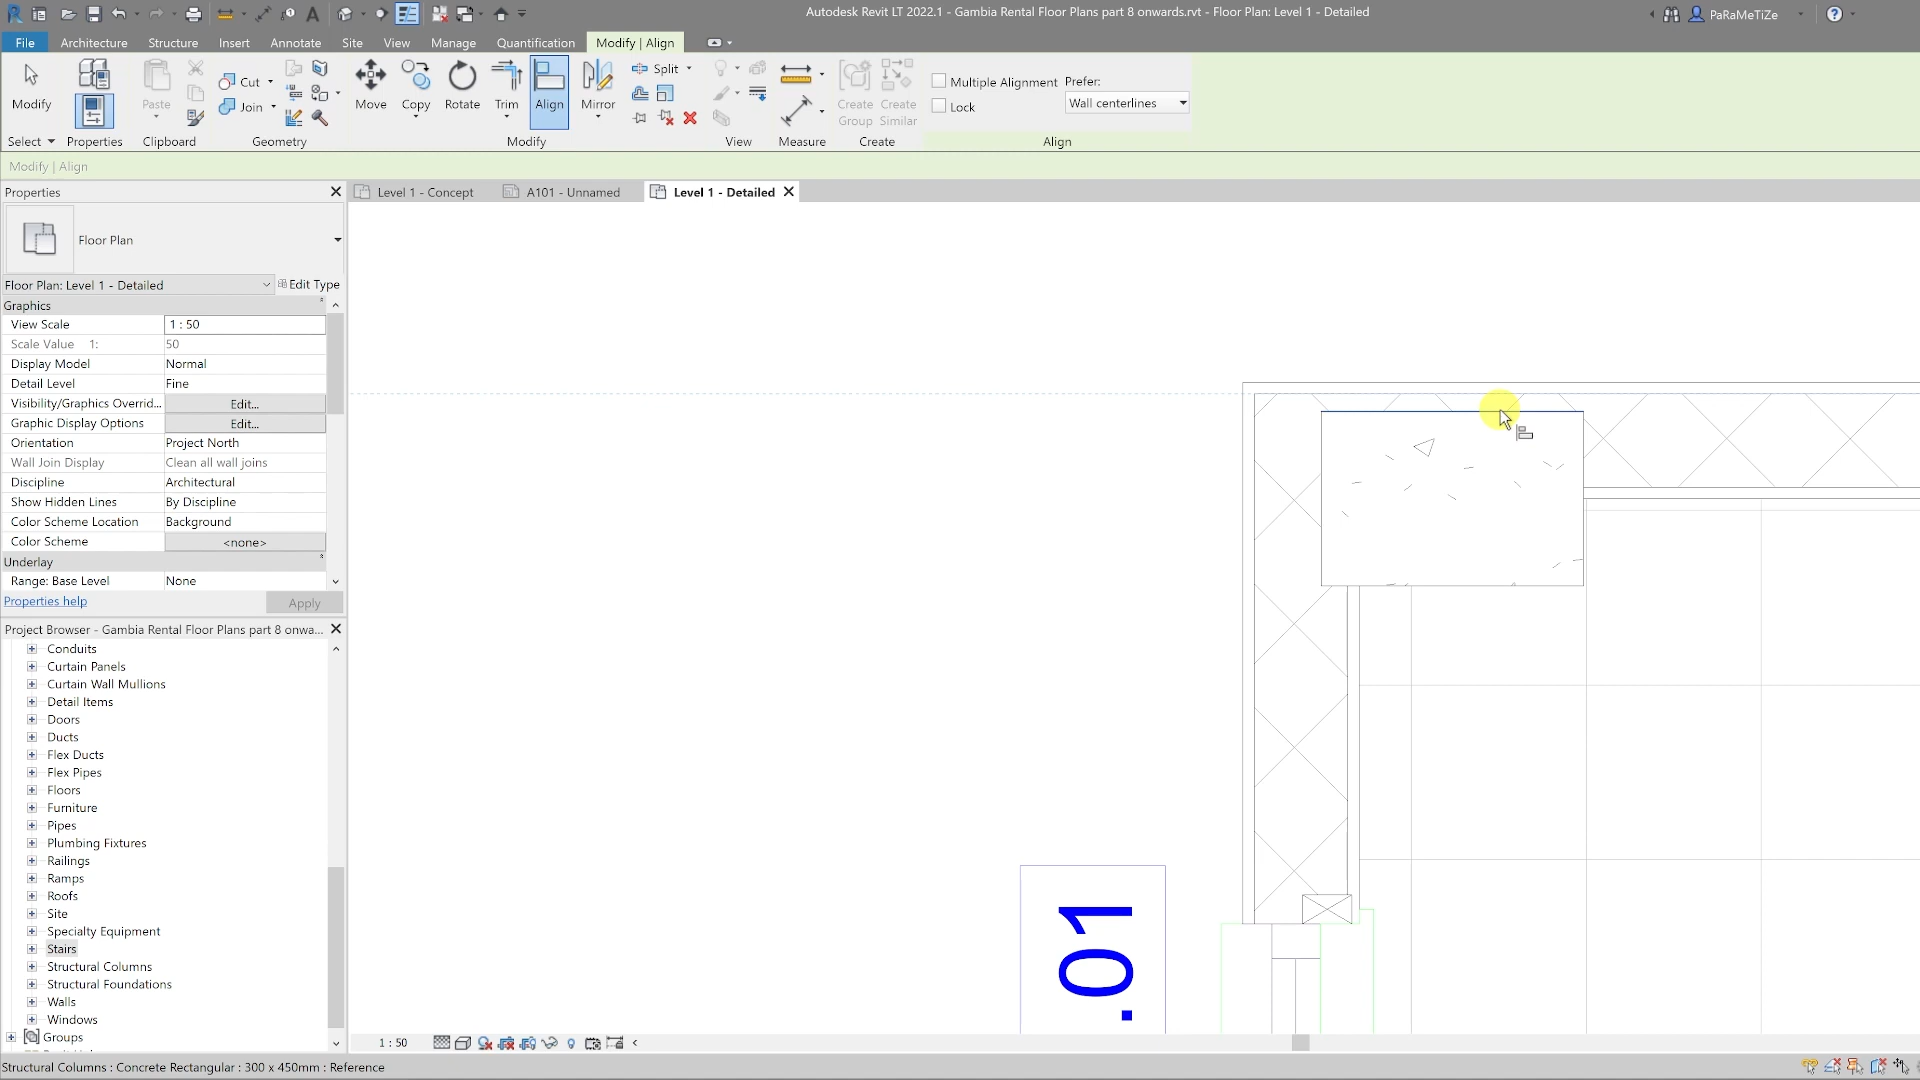 Autodesk Revit LT 2022.1 - Gambia Rental Floor Plans part 8 onwards.rvt - Floor Plan: Level 1 - Detailed
PaRaMeTiZe
File Architecture Structure Insert Annotate Site View Manage Quantification Modify | Align
Modify
Paste
Cut
Join
Move Copy Rotate Trim Align Mirror
Split
Create Group
Create Similar
Multiple Alignment Prefer:
Lock Wall centerlines
Select Properties Clipboard Geometry Modify View Measure Create Align
Modify | Align
Properties
Level 1 - Concept A101 - Unnamed Level 1 - Detailed
Floor Plan
Floor Plan: Level 1 - Detailed Edit Type
Graphics
View Scale 1 : 50
Scale Value 1: 50
Display Model Normal
Detail Level Fine
Visibility/Graphics Overrid... Edit...
Graphic Display Options Edit...
Orientation Project North
Wall Join Display Clean all wall joins
Discipline Architectural
Show Hidden Lines By Discipline
Color Scheme Location Background
Color Scheme <none>
Underlay
Range: Base Level None
Properties help Apply
Project Browser - Gambia Rental Floor Plans part 8 onwa...
Conduits
Curtain Panels
Curtain Wall Mullions
Detail Items
Doors
Ducts
Flex Ducts
Flex Pipes
Floors
Furniture
Pipes
Plumbing Fixtures
Railings
Ramps
Roofs
Site
Specialty Equipment
Stairs
Structural Columns
Structural Foundations
Walls
Windows
Groups
.01
1 : 50
Structural Columns : Concrete Rectangular : 300 x 450mm : Reference